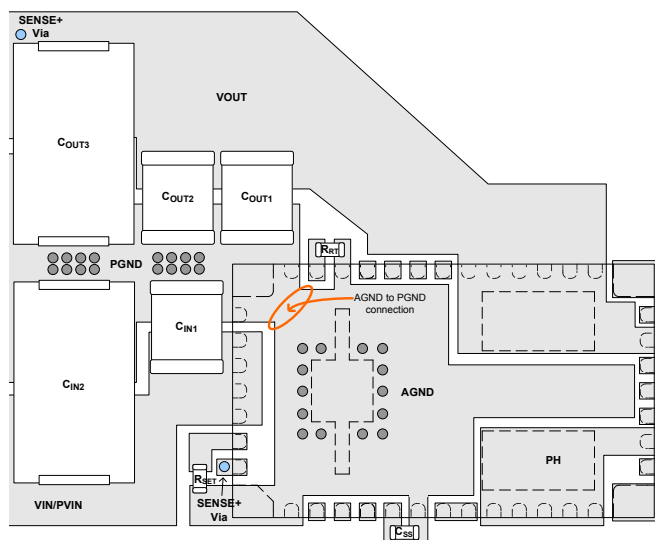 SENSE+
Via
VOUT
COUT3
COUT2
COUT1
RRT
PGND
AGND to PGND
connection
CIN1
CIN2
AGND
RSET
PH
VIN/PVIN
SENSE+
Via
CSS